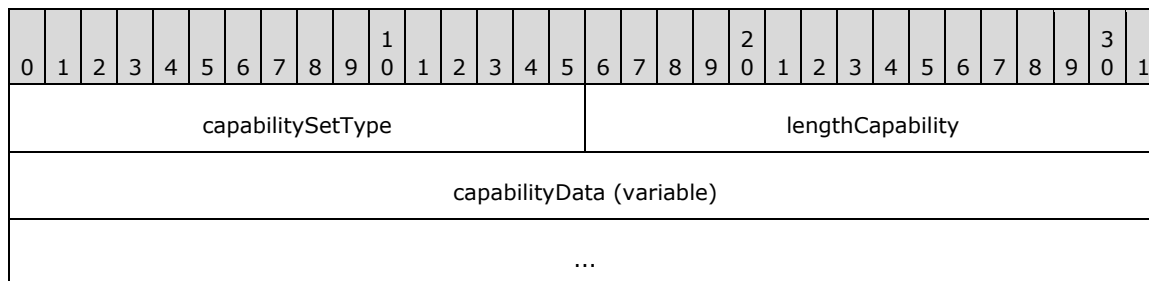 1 2 3
0 1 2 3 4 5 6 7 8 9 0 1 2 3 4 5 6 7 8 9 0 1 2 3 4 5 6 7 8 9 0 1
capabilitySetType lengthCapability
capabilityData (variable)
...